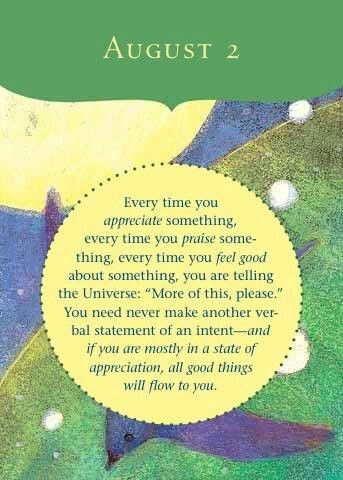 AUGUST 2
Every time you
appreciate something,
every time you praise some-
thing, every time you feel good
about something, you are telling
the Universe: “More of this, please.”
You need never make another ver-
bal statement of an intent—and
if you are mostly in a state of
appreciation, all good things
will flow to you.